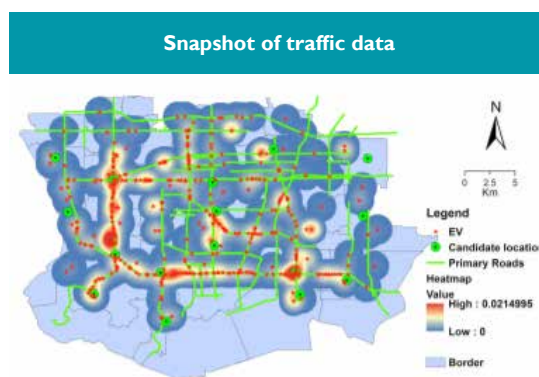 Snapshot of traffic data
N
0 2.5 5
Km
Legend
EV
Candidate location
Primary Roads
Heatmap
Value
High : 0.0214995
Low : 0
Border